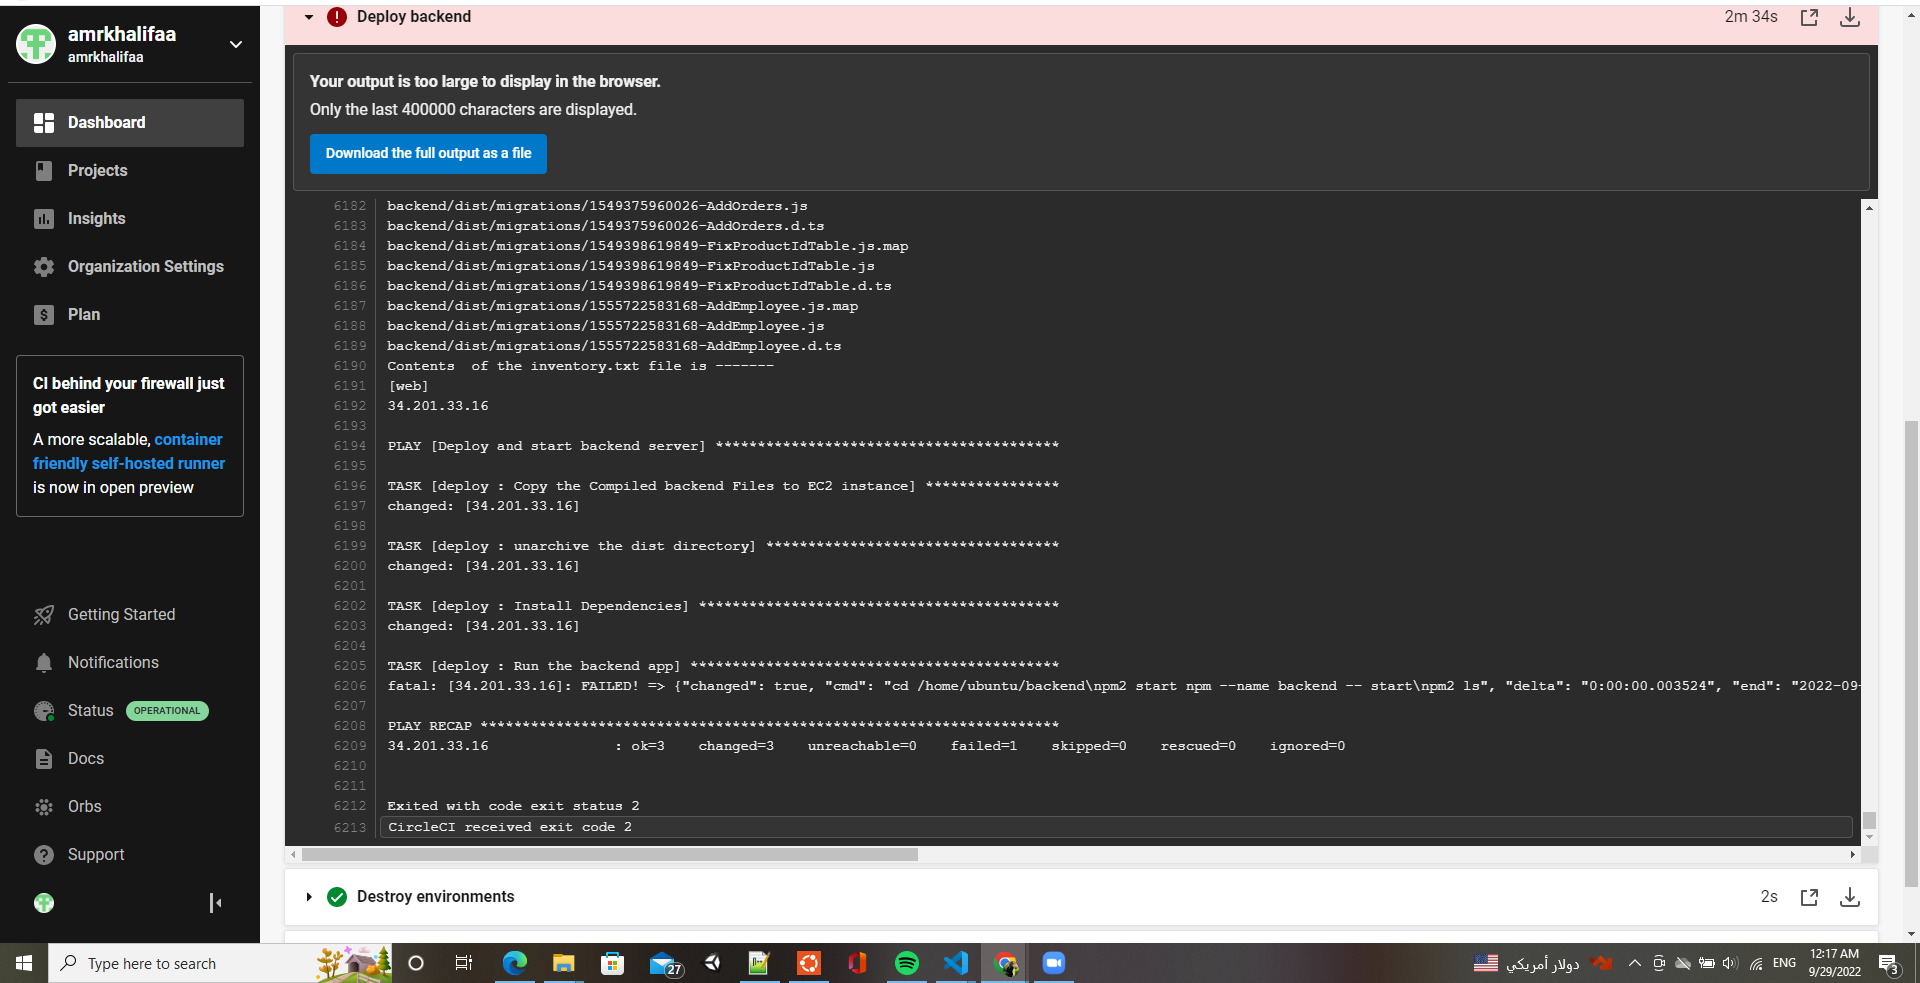 amrkhalifaa
amrkhalifaa
Dashboard
Projects
Insights
Organization Settings
Plan
CI behind your firewall just
got easier
A more scalable, container
friendly self-hosted runner
is now in open preview
Getting Started
Notifications
Status OPERATIONAL
Docs
Orbs
Support
Deploy backend 2m 34s
Your output is too large to display in the browser.
Only the last 400000 characters are displayed.
Download the full output as a file
6182 backend/dist/migrations/1549375960026-AddOrders.js
6183 backend/dist/migrations/1549375960026-AddOrders.d.ts
6184 backend/dist/migrations/1549398619849-FixProductIdTable.js.map
6185 backend/dist/migrations/1549398619849-FixProductIdTable.js
6186 backend/dist/migrations/1549398619849-FixProductIdTable.d.ts
6187 backend/dist/migrations/1555722583168-AddEmployee.js.map
6188 backend/dist/migrations/1555722583168-AddEmployee.js
6189 backend/dist/migrations/1555722583168-AddEmployee.d.ts
6190 Contents  of the inventory.txt file is -------
6191 [web]
6192 34.201.33.16
6193
6194 PLAY [Deploy and start backend server] *****************************************
6195
6196 TASK [deploy : Copy the Compiled backend Files to EC2 instance] ****************
6197 changed: [34.201.33.16]
6198
6199 TASK [deploy : unarchive the dist directory] ***********************************
6200 changed: [34.201.33.16]
6201
6202 TASK [deploy : Install Dependencies] *******************************************
6203 changed: [34.201.33.16]
6204
6205 TASK [deploy : Run the backend app] ********************************************
6206 fatal: [34.201.33.16]: FAILED! => {"changed": true, "cmd": "cd /home/ubuntu/backend\npm2 start npm --name backend -- start\npm2 ls", "delta": "0:00:00.003524", "end": "2022-09-
6207
6208 PLAY RECAP *********************************************************************
6209 34.201.33.16 : ok=3 changed=3 unreachable=0 failed=1 skipped=0 rescued=0 ignored=0
6210
6211
6212 Exited with code exit status 2
6213 CircleCI received exit code 2
Destroy environments 2s
Type here to search
27
دولار أمريكي
ENG
12:17 AM
9/29/2022
3